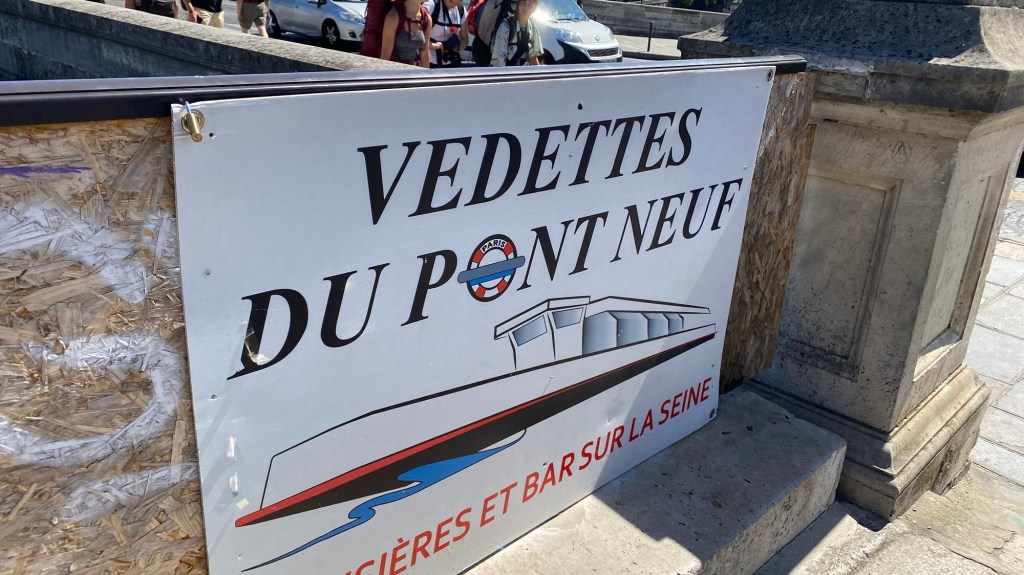 VEDETTES
DU PONT NEUF
PARIS
ET BAR SUR LA SEINE